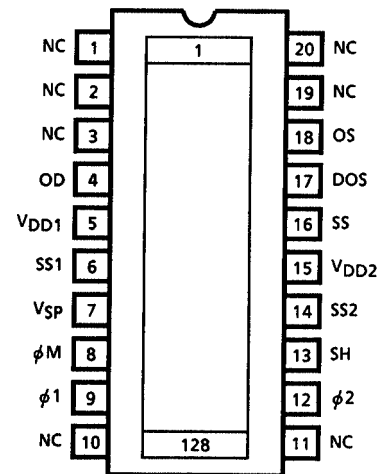 NC 1 1 20 NC
NC 2 19 NC
NC 3 18 OS
OD 4 17 DOS
VDD1 5 16 SS
SS1 6 15 VDD2
VSP 7 14 SS2
ϕM 8 13 SH
ϕ1 9 12 ϕ2
NC 10 128 11 NC